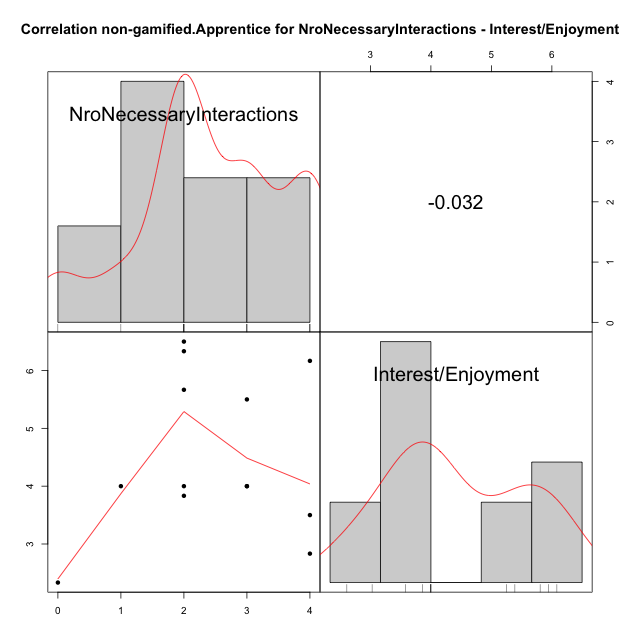 Correlation non-gamified.Apprentice for NroNecessaryInteractions - Interest/Enjoyment
3 4 5 6
NroNecessaryInteractions
-0.032
4
3
2
1
0
Interest/Enjoyment
6
5
4
3
0 1 2 3 4